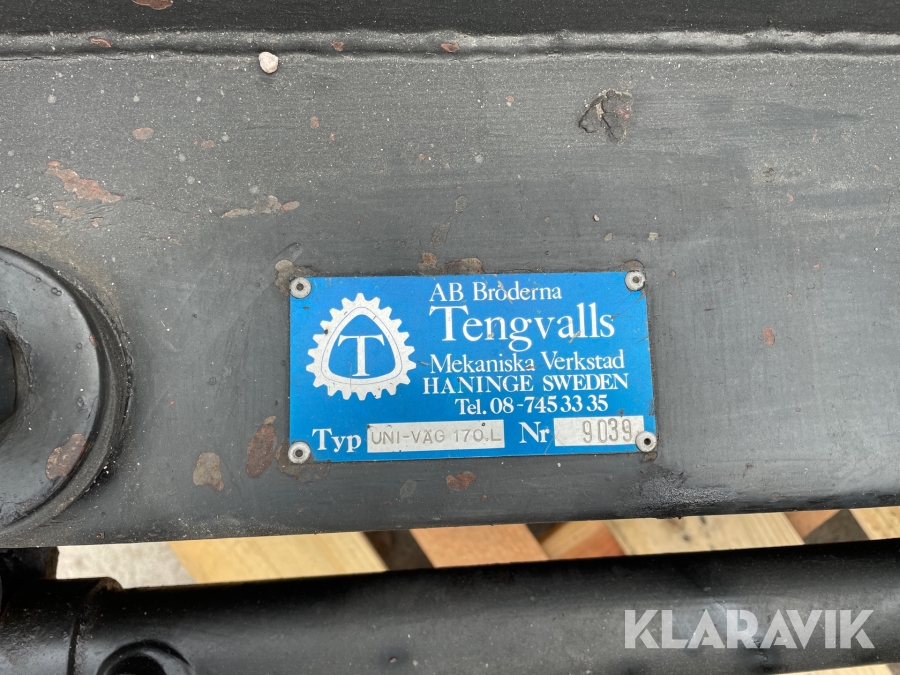 AB Bröderna
Tengvalls
Mekaniska Verkstad
HANINGE SWEDEN
Tel. 08-745 33 35
T
Typ UNI-VÄG 170.L Nr 9039
KLARAVIK